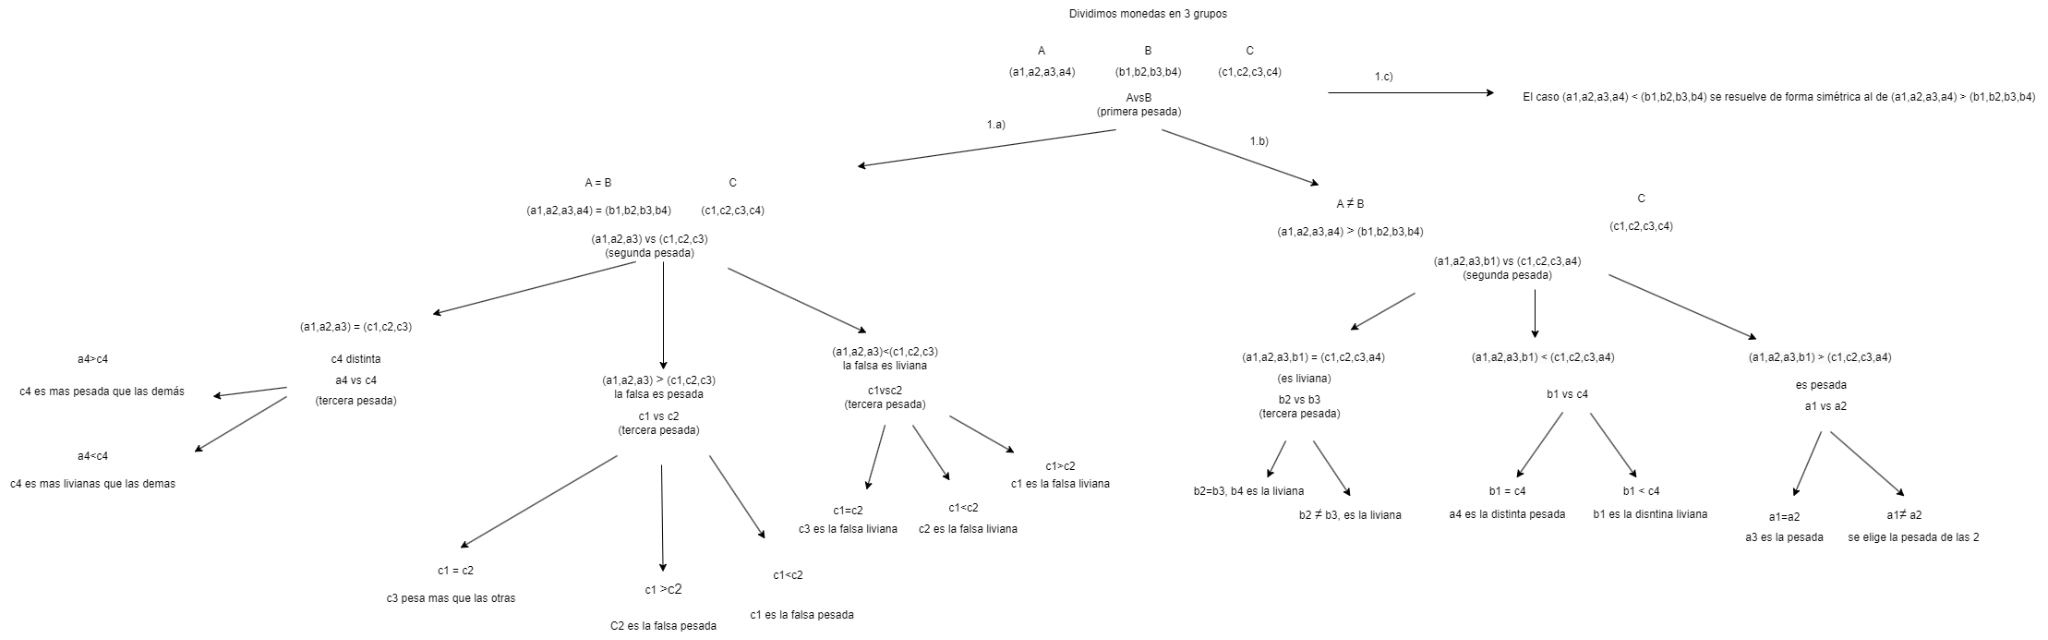 Dividimos monedas en 3 grupos
A B C
(a1,a2,a3,a4) (b1,b2,b3,b4) (c1,c2,c3,c4)
AvsB
(primera pesada)
1.c)
El caso (a1,a2,a3,a4) < (b1,b2,b3,b4) se resuelve de forma simétrica al de (a1,a2,a3,a4) > (b1,b2,b3,b4)
1.a)
1.b)
A = B C
(a1,a2,a3,a4) = (b1,b2,b3,b4) (c1,c2,c3,c4)
(a1,a2,a3) vs (c1,c2,c3)
(segunda pesada)
(a1,a2,a3) = (c1,c2,c3)
c4 distinta
a4 vs c4
(tercera pesada)
a4>c4
c4 es mas pesada que las demás
a4<c4
c4 es mas livianas que las demas
(a1,a2,a3) > (c1,c2,c3)
la falsa es pesada
c1 vs c2
(tercera pesada)
c1 = c2
c3 pesa mas que las otras
c1 >c2
C2 es la falsa pesada
c1<c2
c1 es la falsa pesada
(a1,a2,a3)<(c1,c2,c3)
la falsa es liviana
c1vsc2
(tercera pesada)
c1=c2
c3 es la falsa liviana
c1<c2
c2 es la falsa liviana
c1>c2
c1 es la falsa liviana
A ≠ B
(a1,a2,a3,a4) > (b1,b2,b3,b4)
C
(c1,c2,c3,c4)
(a1,a2,a3,b1) vs (c1,c2,c3,a4)
(segunda pesada)
(a1,a2,a3,b1) = (c1,c2,c3,a4)
(es liviana)
b2 vs b3
(tercera pesada)
b2=b3, b4 es la liviana
b2 ≠ b3, es la liviana
(a1,a2,a3,b1) < (c1,c2,c3,a4)
b1 vs c4
b1 = c4
a4 es la distinta pesada
b1 < c4
b1 es la disntina liviana
(a1,a2,a3,b1) > (c1,c2,c3,a4)
es pesada
a1 vs a2
a1=a2
a3 es la pesada
a1≠ a2
se elige la pesada de las 2